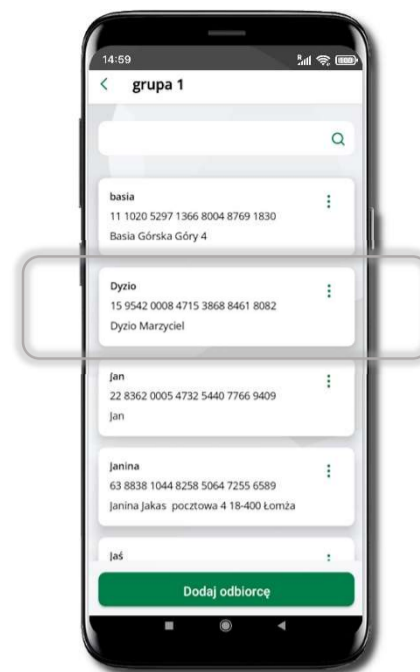 14:59
R
grupa 1
basia
11 1020 5297 1366 8004 8769 1830
Basia Górska Góry 4
Dyzio
15 9542 0008 4715 3868 8461 8082
Dyzio Marzyciel
Jan
22 8362 0005 4732 5440 7766 9409
Jan
Janina
63 8838 1044 8258 5064 7255 6589
Janina Jakas pocztowa 4 18-400 Łomża
Jaś
Dodaj odbiorcę